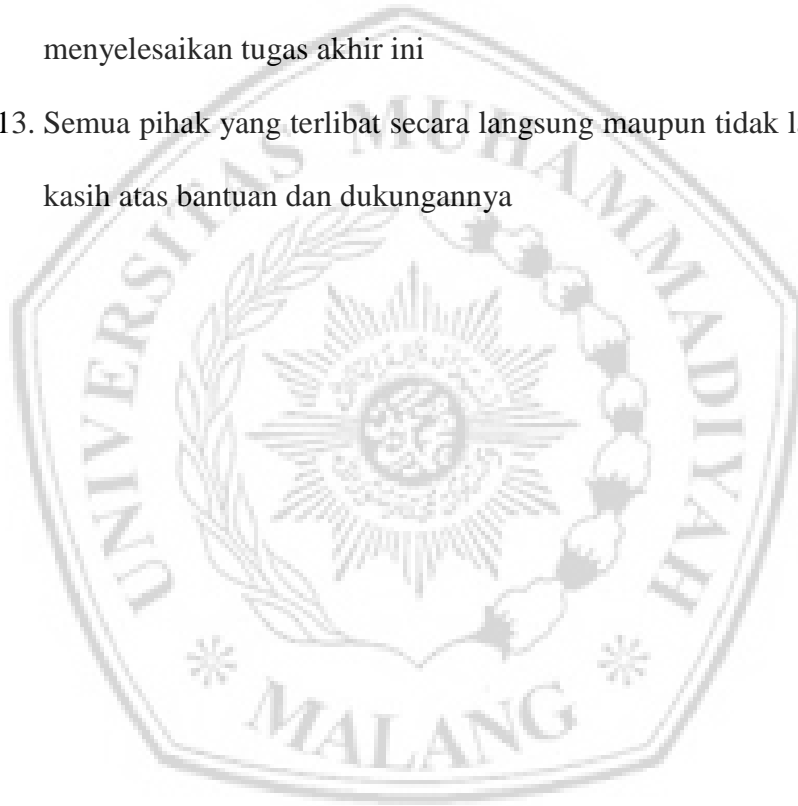 menyelesaikan tugas akhir ini
13. Semua pihak yang terlibat secara langsung maupun tidak l
kasih atas bantuan dan dukungannya
UNIVERSITAS MUHAMMADIYAH
MALANG